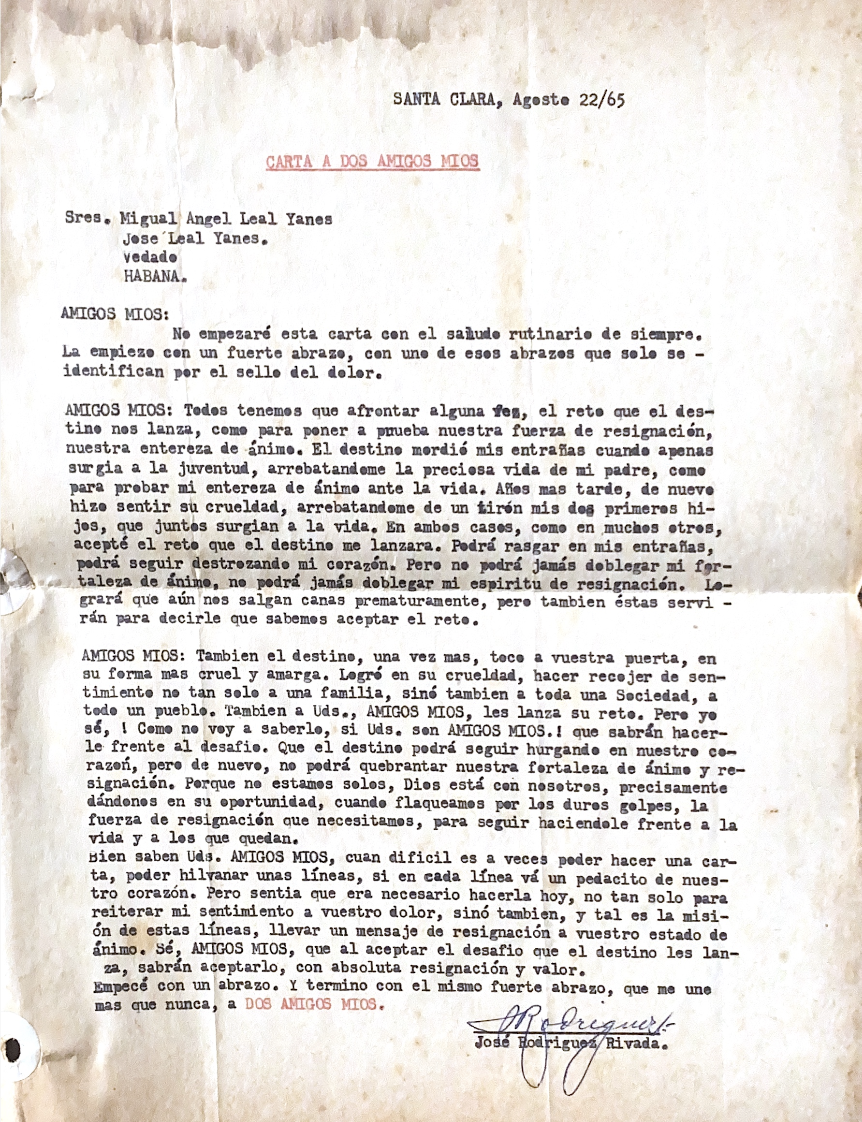 SANTA CLARA, Agosto 22/65
CARTA A DOS AMIGOS MIOS
Sres. Migual Angel Leal Yanes
Jose Leal Yanes.
Vedado
HABANA.
AMIGOS MIOS:
No empezaré esta carta con el saludo rutinario de siempre.
La empiezo con un fuerte abrazo, con uno de esos abrazos que solo se -
identifican por el sello del dolor.
AMIGOS MIOS: Todos tenemos que afrontar alguna vez, el reto que el des-
tino nos lanza, como para poner a prueba nuestra fuerza de resignación,
nuestra entereza de ánimo. El destino mordió mis entrañas cuando apenas
surgia a la juventud, arrebatandome la preciosa vida de mi padre, como
para probar mi entereza de ánimo ante la vida. Años mas tarde, de nuevo
hizo sentir su crueldad, arrebatandome de un tirón mis dos primeros hi-
jos, que juntos surgian a la vida. En ambos casos, como en muchos otros,
acepté el reto que el destino me lanzara. Podrá rasgar en mis entrañas,
podrá seguir destrozando mi corazón. Pero no podrá jamás doblegar mi for-
taleza de ánimo, no podrá jamás doblegar mi espiritu de resignación. Lo-
grará que aún nos salgan canas prematuramente, pero tambien éstas servi -
rán para decirle que sabemos aceptar el reto.
AMIGOS MIOS: Tambien el destino, una vez mas, toco a vuestra puerta, en
su forma mas cruel y amarga. Logró en su crueldad, hacer recojer de sen-
timiento no tan solo a una familia, sinó tambien a toda una Sociedad, a
todo un pueblo. Tambien a Uds., AMIGOS MIOS, les lanza su reto. Pero yo
sé, ! Como no voy a saberlo, si Uds. son AMIGOS MIOS.! que sabrán hacer-
le frente al desafio. Que el destino podrá seguir hurgando en nuestro co-
razoń, pero de nuevo, no podrá quebrantar nuestra fortaleza de ánimo y re-
signación. Porque no estamos solos, Dios está con nosotros, precisamente
dándonos en su oportunidad, cuando flaqueamos por los duros golpes, la
fuerza de resignación que necesitamos, para seguir haciendole frente a la
vida y a los que quedan.
Bien saben Uds. AMIGOS MIOS, cuan dificil es a veces poder hacer una car-
ta, poder hilvanar unas líneas, si en cada línea vá un pedacito de nues-
tro corazón. Pero sentia que era necesario hacerla hoy, no tan solo para
reiterar mi sentimiento a vuestro dolor, sinó tambien, y tal es la misi-
ón de estas líneas, llevar un mensaje de resignación a vuestro estado de
ánimo. Sé, AMIGOS MIOS, que al aceptar el desafio que el destino les lan-
za, sabrán aceptarlo, con absoluta resignación y valor.
Empecé con un abrazo. Y termino con el mismo fuerte abrazo, que me une
mas que nunca, a DOS AMIGOS MIOS.
JRodriguez
José Rodriguez Rivada.